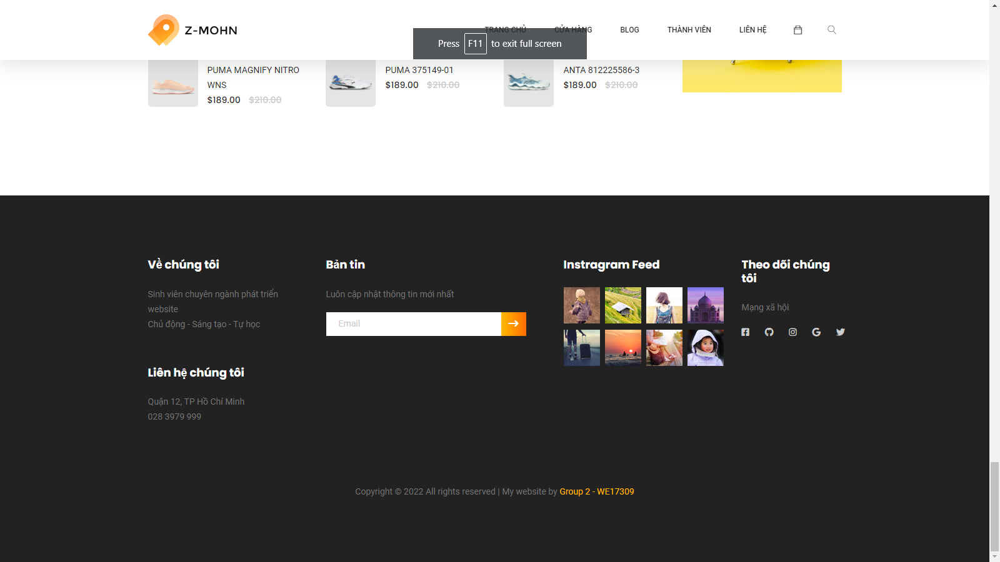 Z-MOHN
TRANG CHỦ
CỬA HÀNG
BLOG
THÀNH VIÊN
LIÊN HỆ
Press F11 to exit full screen
PUMA MAGNIFY NITRO
WNS
$189.00 $210.00
PUMA 375149-01
$189.00 $210.00
ANTA 812225586-3
$189.00 $210.00
Về chúng tôi
Sinh viên chuyên ngành phát triển
website
Chủ động - Sáng tạo - Tự học
Liên hệ chúng tôi
Quận 12, TP Hồ Chí Minh
028 3979 999
Bản tin
Luôn cập nhật thông tin mới nhất
Email
Instragram Feed
Theo dõi chúng
tôi
Mạng xã hội
Copyright © 2022 All rights reserved | My website by Group 2 - WE17309